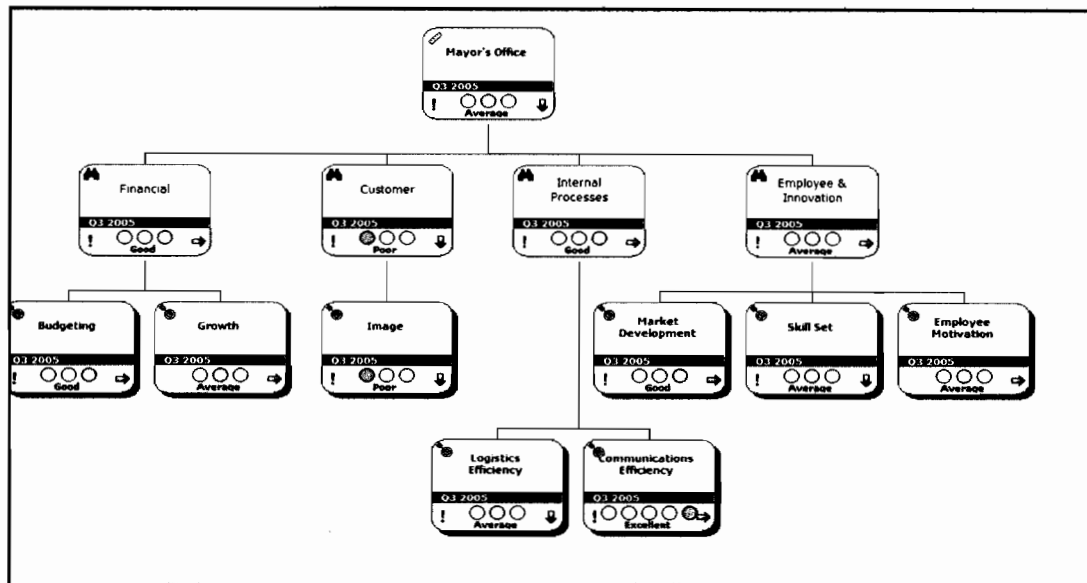 Mayor's Office
Q3 2005
!
Average
Financial
Q3 2005
!
Good
Customer
Q3 2005
!
Poor
Internal
Processes
Q3 2005
!
Good
Employee &
Innovation
Q3 2005
!
Average
Budgeting
Q3 2005
!
Good
Growth
Q3 2005
!
Average
Image
Q3 2005
!
Poor
Market
Development
Q3 2005
!
Good
Skill Set
Q3 2005
!
Average
Employee
Motivation
Q3 2005
!
Average
Logistics
Efficiency
Q3 2005
!
Average
Communications
Efficiency
Q3 2005
!
Excellent